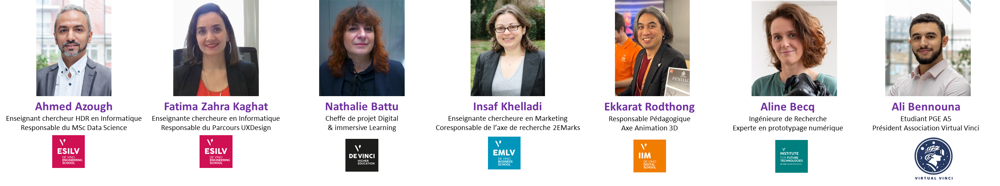 PENHAL
Ahmed Azough
Enseignant chercheur HDR en Informatique
Responsable du MSc Data Science
ESILV
DE VINCI
ENGINEERING
SCHOOL
Fatima Zahra Kaghat
Enseignante chercheure en Informatique
Responsable du Parcours UXDesign
ESILV
DE VINCI
ENGINEERING
SCHOOL
Nathalie Battu
Cheffe de projet Digital
& immersive Learning
DE VINCI
HIGHER
EDUCATION
Insaf Khelladi
Enseignante chercheure en Marketing
Coresponsable de l’axe de recherche 2EMarks
EMLV
DE VINCI
BUSINESS
SCHOOL
Ekkarat Rodthong
Responsable Pédagogique
Axe Animation 3D
IIM
DE VINCI
DIGITAL
SCHOOL
Aline Becq
Ingénieure de Recherche
Experte en prototypage numérique
INSTITUTE
FOR FUTURE
TECHNOLOGIES
DE VINCI HIGHER EDUCATION
Ali Bennouna
Etudiant PGE A5
Président Association Virtual Vinci
VIRTUAL VINCI